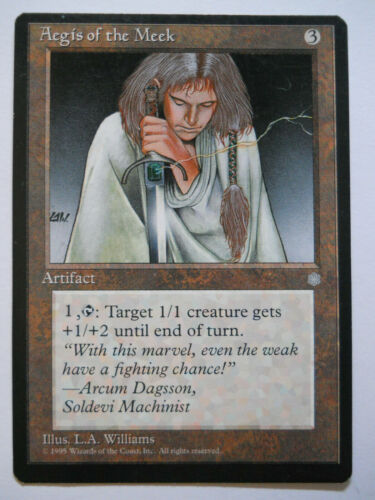 Aegis of the Meek 3
LAW.
Artifact
1,: Target 1/1 creature gets
+1/+2 until end of turn.
“With this marvel, even the weak
have a fighting chance!”
—Arcum Dagsson,
Soldevi Machinist
Illus. L.A. Williams
© 1995 Wizards of the Coast, Inc. All rights reserved.